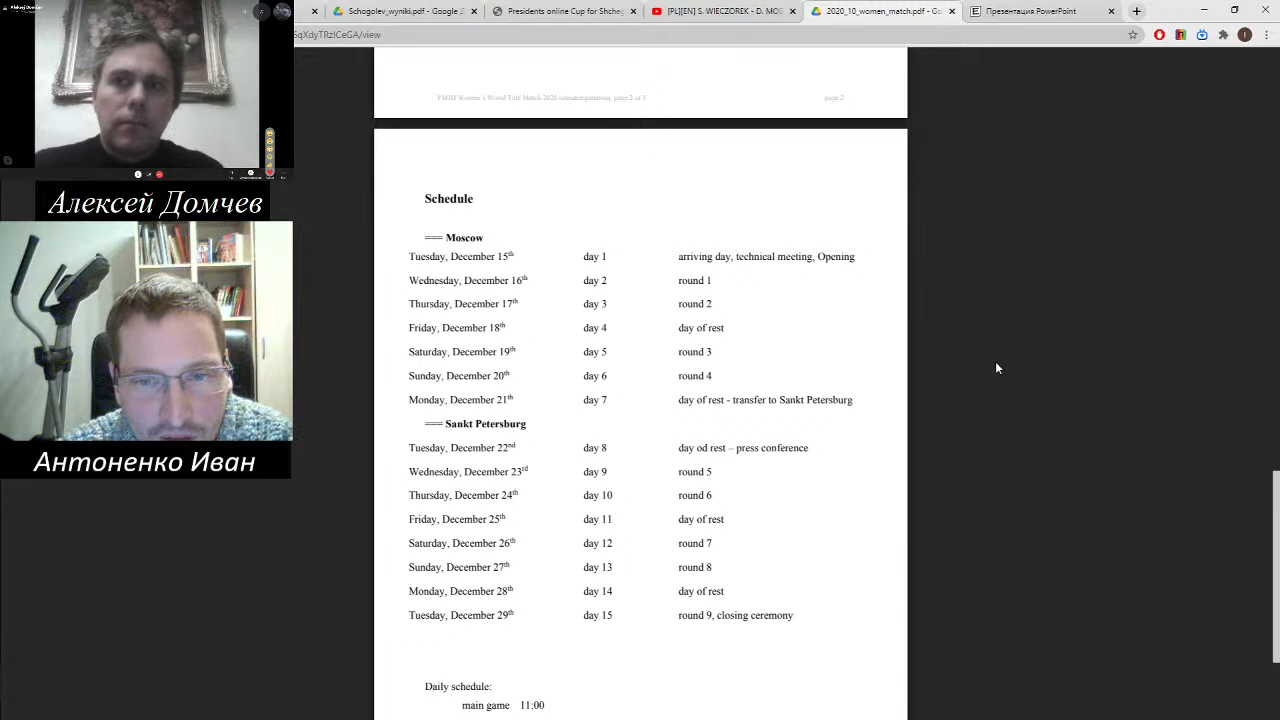 Schogolev_wyniki.pdf - Google
Presidents online Cup for Shcheg
[PL][EN] S. WIECZOREK - D. MOS
2020_10_women_match.pdf - Go
Презентация PowerPoint
5qXdyTRzICeGA/view
page 2
Алексей Домчев
Антоненко Иван
Schedule
=== Moscow
Tuesday, December 15th day 1 arriving day, technical meeting, Opening
Wednesday, December 16th day 2 round 1
Thursday, December 17th day 3 round 2
Friday, December 18th day 4 day of rest
Saturday, December 19th day 5 round 3
Sunday, December 20th day 6 round 4
Monday, December 21th day 7 day of rest - transfer to Sankt Petersburg
=== Sankt Petersburg
Tuesday, December 22nd day 8 day od rest – press conference
Wednesday, December 23rd day 9 round 5
Thursday, December 24th day 10 round 6
Friday, December 25th day 11 day of rest
Saturday, December 26th day 12 round 7
Sunday, December 27th day 13 round 8
Monday, December 28th day 14 day of rest
Tuesday, December 29th day 15 round 9, closing ceremony
Daily schedule:
main game 11:00